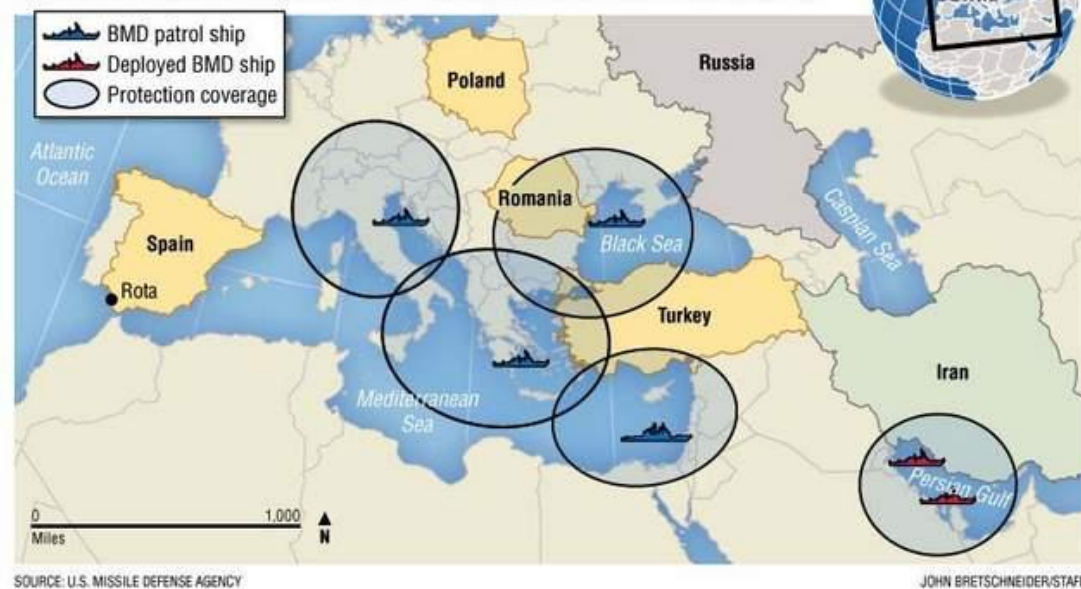 BMD patrol ship
Deployed BMD ship
Protection coverage
Atlantic
Ocean
Poland
Russia
Romania
Black Sea
Caspian Sea
Spain
Rota
Turkey
Iran
Mediterranean
Sea
Persian Gulf
0 1,000
Miles
N
SOURCE: U.S. MISSILE DEFENSE AGENCY
JOHN BRETSCHNEIDER/STAFF